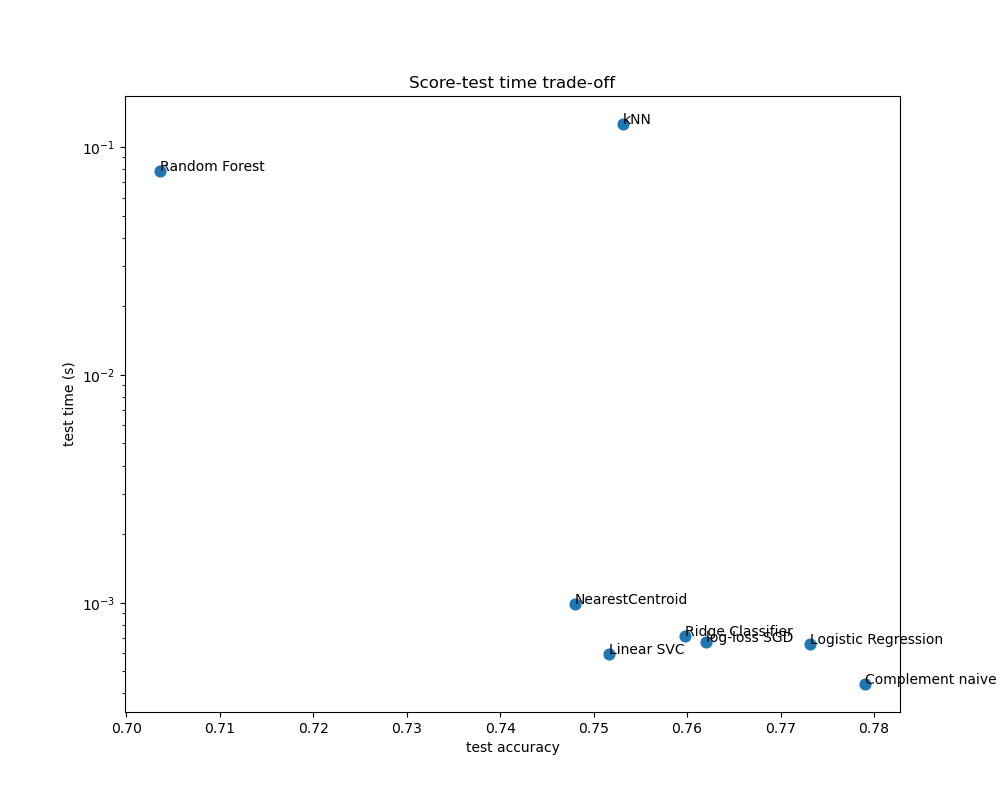 Score-test time trade-off
kNN
10⁻¹
Random Forest
test time (s)
10⁻²
10⁻³
NearestCentroid
Ridge Classifier
log-loss SGD
Logistic Regression
Linear SVC
Complement naive
0.70 0.71 0.72 0.73 0.74 0.75 0.76 0.77 0.78
test accuracy